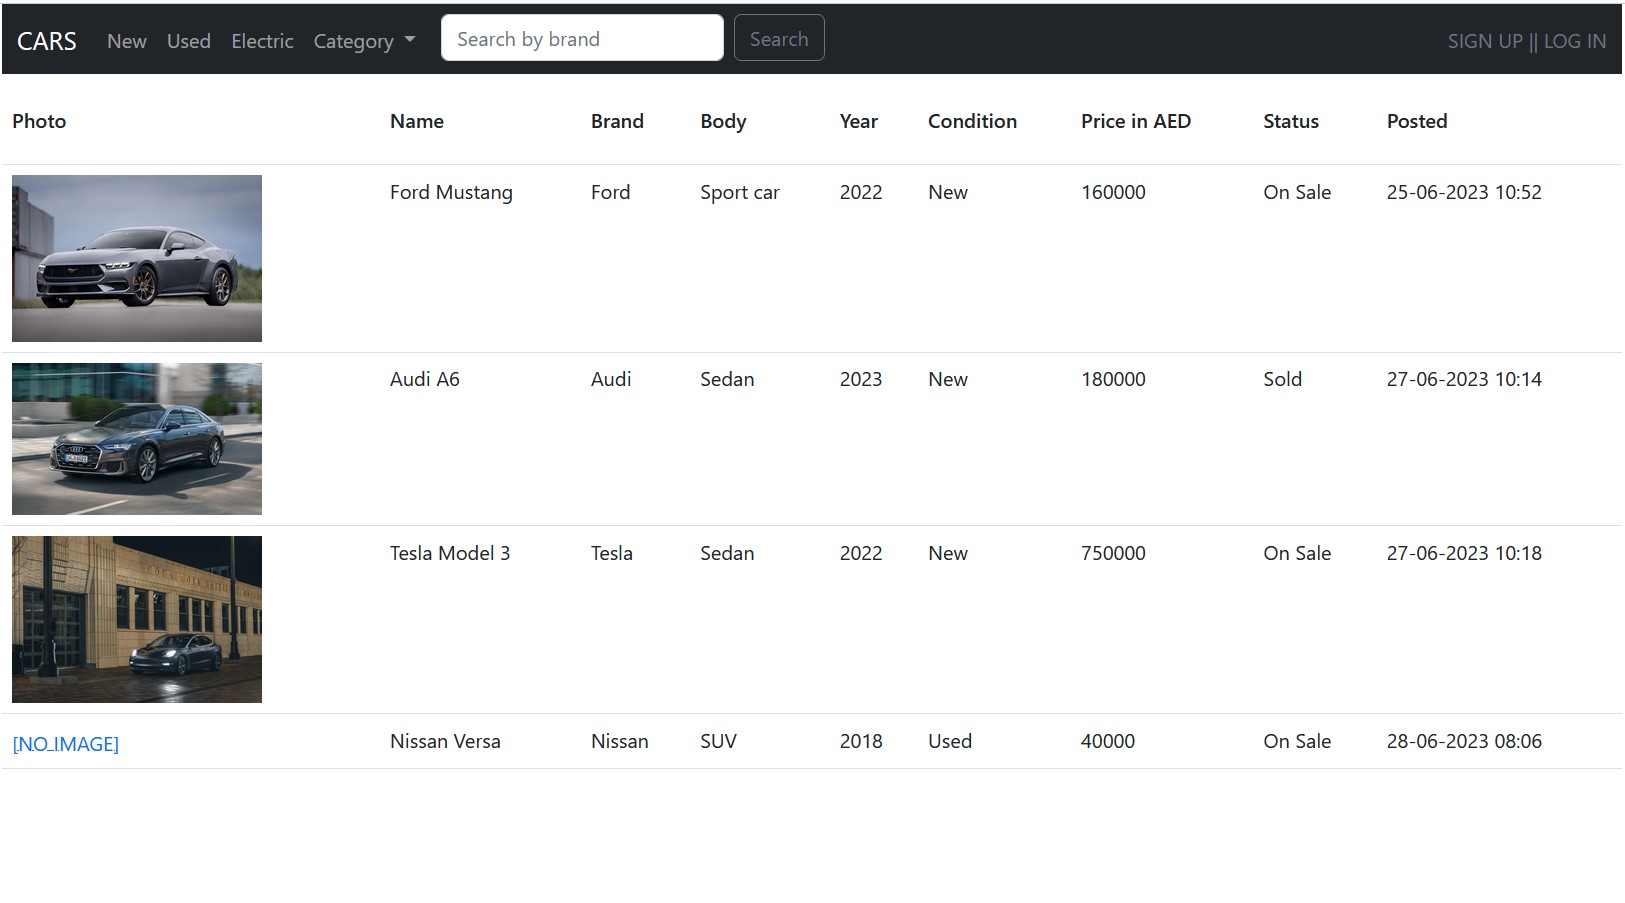 CARS New Used Electric Category Search by brand Search SIGN UP || LOG IN
Photo Name Brand Body Year Condition Price in AED Status Posted
Ford Mustang Ford Sport car 2022 New 160000 On Sale 25-06-2023 10:52
Audi A6 Audi Sedan 2023 New 180000 Sold 27-06-2023 10:14
Tesla Model 3 Tesla Sedan 2022 New 750000 On Sale 27-06-2023 10:18
[NO IMAGE] Nissan Versa Nissan SUV 2018 Used 40000 On Sale 28-06-2023 08:06